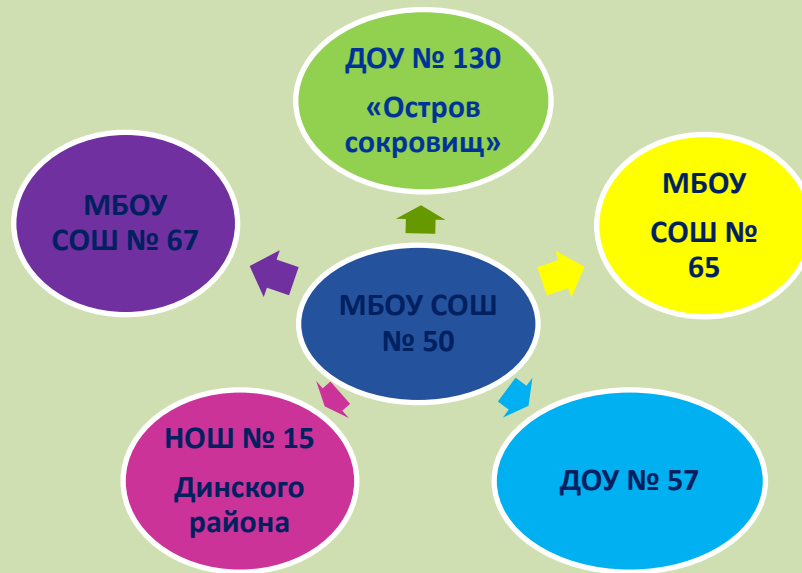 ДОУ № 130
«Остров
сокровищ»
МБОУ
СОШ № 67
МБОУ
СОШ №
65
МБОУ СОШ
№ 50
НОШ № 15
Динского
района
ДОУ № 57